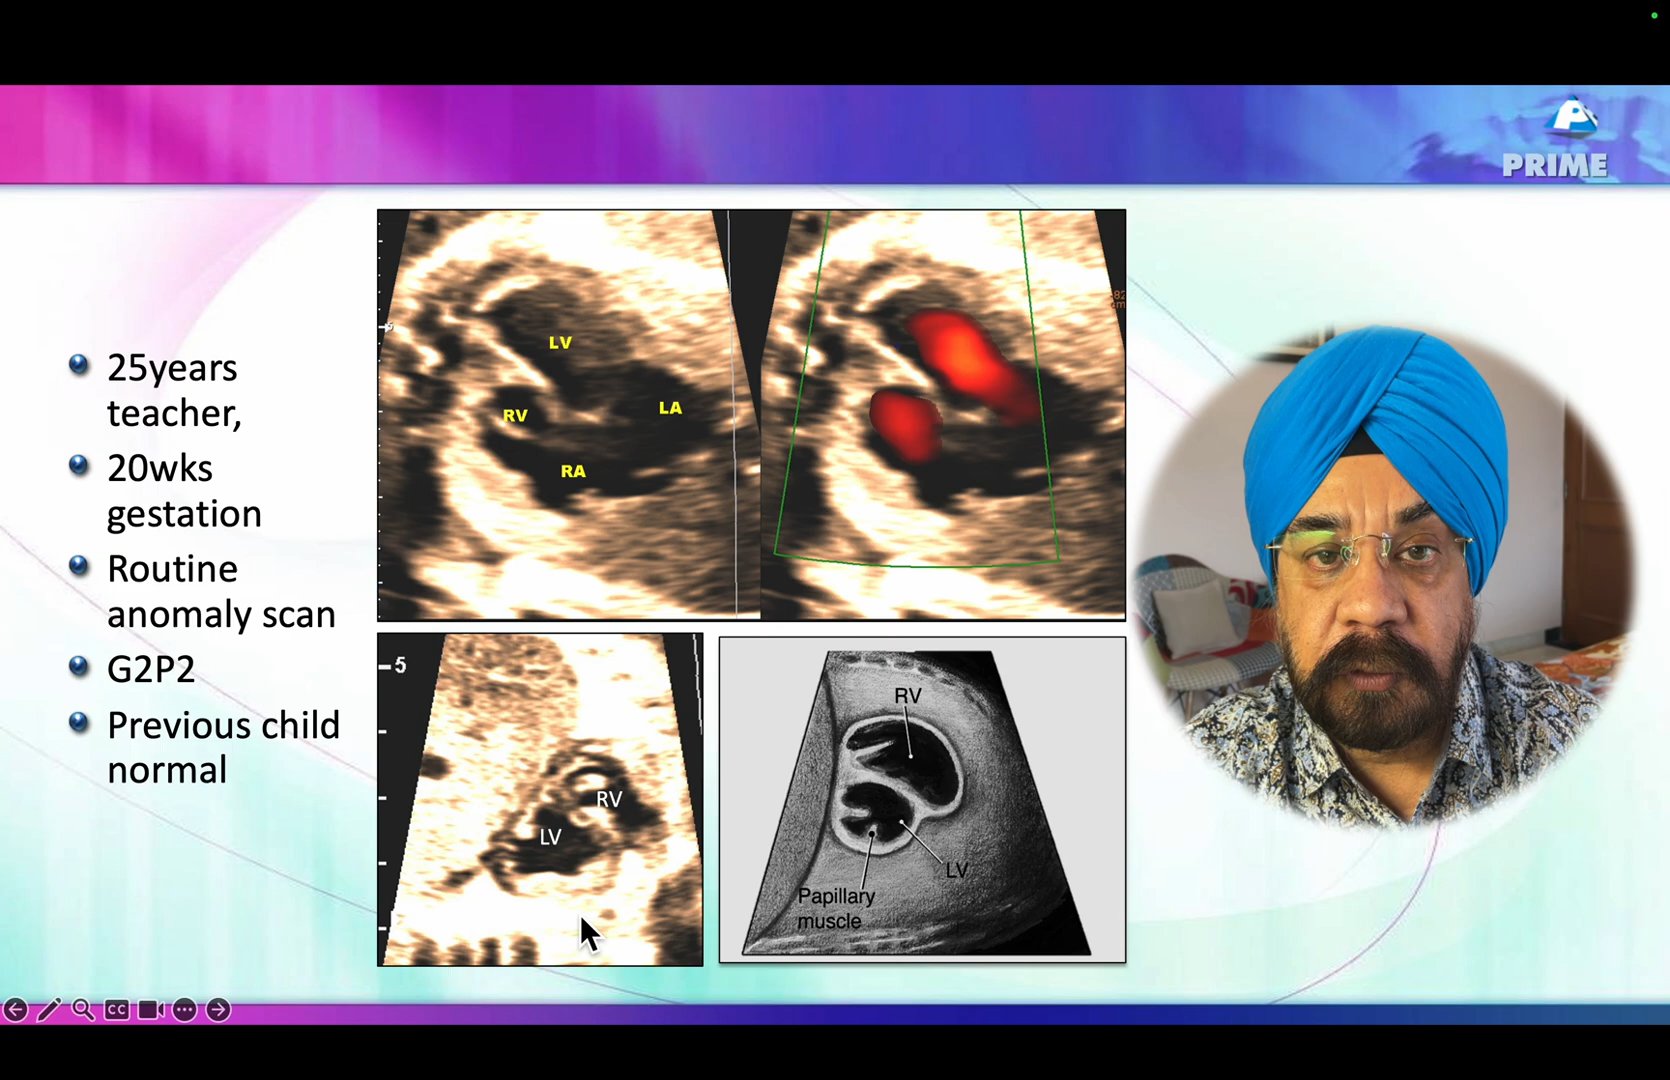 PRIME
25years
teacher,
20wks
gestation
Routine
anomaly scan
G2P2
Previous child
normal
LV
RV
LA
RA
5
RV
LV
RV
LV
Papillary
muscle
CC